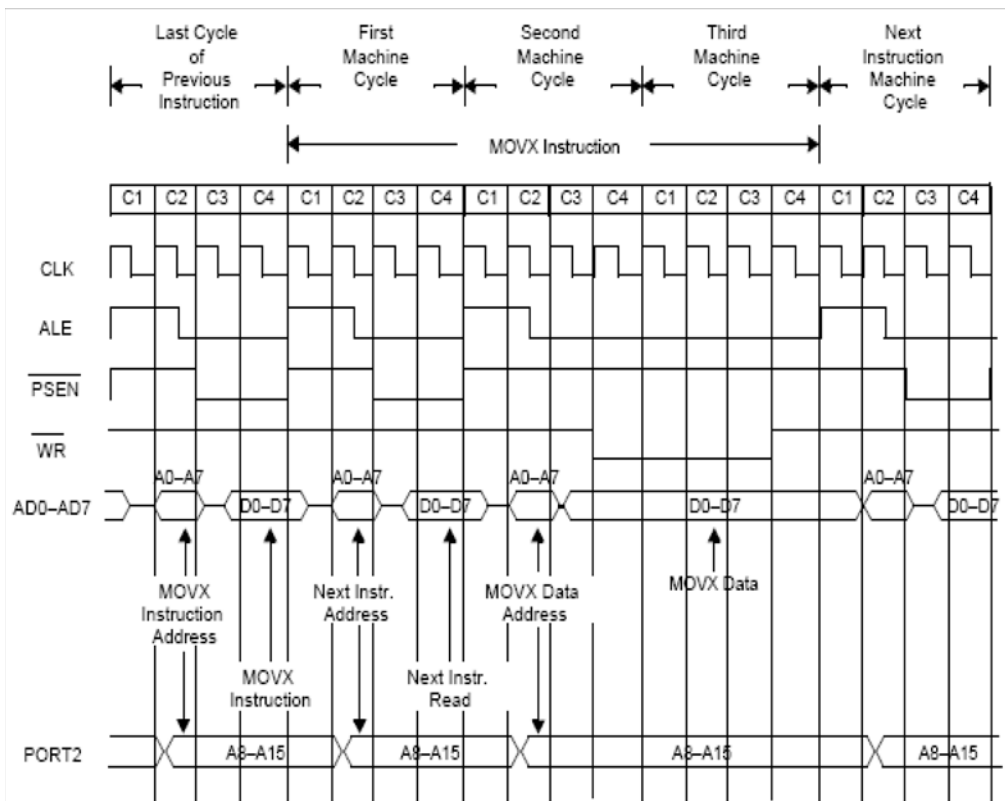 Last Cycle
of
Previous
Instruction
First
Machine
Cycle
Second
Machine
Cycle
Third
Machine
Cycle
Next
Instruction
Machine
Cycle
MOVX Instruction
C1 C2 C3 C4 C1 C2 C3 C4 C1 C2 C3 C4 C1 C2 C3 C4 C1 C2 C3 C4
CLK
ALE
PSEN
WR
A0–A7 A0–A7 A0–A7 A0–A7
AD0–AD7 D0–D7 D0–D7 D0–D7 D0–D7
MOVX
Instruction
Address
Next Instr.
Address
MOVX Data
Address
MOVX Data
MOVX
Instruction
Next Instr.
Read
PORT2 A8–A15 A8–A15 A8–A15 A8–A15